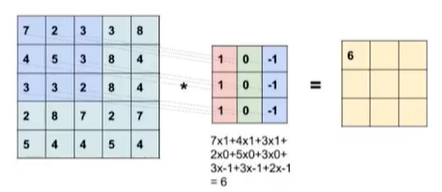 7 2 3 3 8
4 5 3 8 4
3 3 2 8 4
2 8 7 2 7
5 4 4 5 4
*
1 0 -1
1 0 -1
1 0 -1
=
6
7x1+4x1+3x1+
2x0+5x0+3x0+
3x-1+3x-1+2x-1
= 6